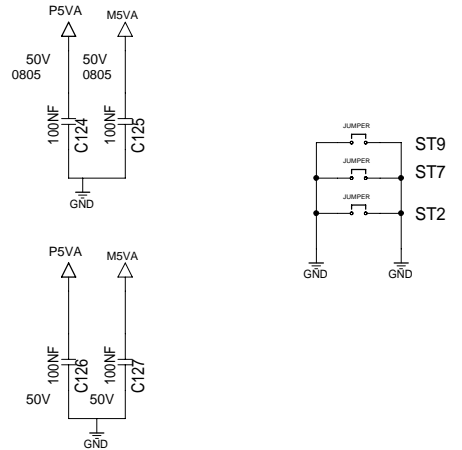 P5VA
M5VA
50V
0805
50V
0805
100NF
C124
100NF
C125
GND
JUMPER
ST9
JUMPER
ST7
JUMPER
ST2
GND
GND
P5VA
M5VA
100NF
C126
100NF
C127
50V
50V
GND